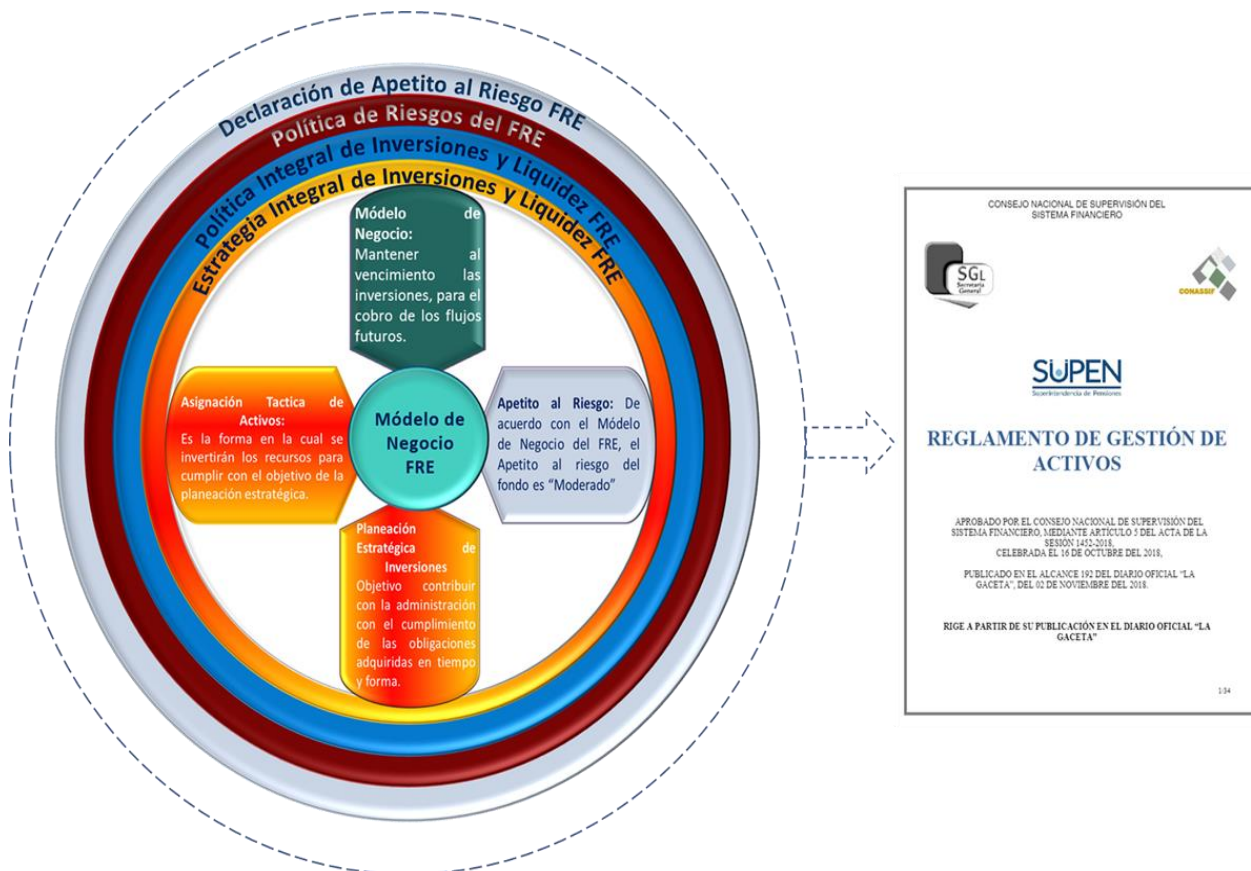 Declaración de Apetito al Riesgo FRE
Política de Riesgos del FRE
Política Integral de Inversiones y Liquidez FRE
Estrategia Integral de Inversiones y Liquidez FRE
Módelo de
Negocio:
Mantener al
vencimiento las
inversiones, para el
cobro de los flujos
futuros.
Asignación Tactica de
Activos:
Es la forma en la cual se
invertirán los recursos para
cumplir con el objetivo de la
planeación estratégica.
Módelo de
Negocio
FRE
Apetito al Riesgo: De
acuerdo con el Módelo
de Negocio del FRE, el
Apetito al riesgo del
fondo es “Moderado”
Planeación
Estratégica de
Inversiones
Objetivo contribuir
con la administración
con el cumplimiento
de las obligaciones
adquiridas en tiempo
y forma.
CONSEJO NACIONAL DE SUPERVISIÓN DEL
SISTEMA FINANCIERO
SGL
Secretaría
General
CONASSIF
SUPEN
Superintendencia de Pensiones
REGLAMENTO DE GESTIÓN DE
ACTIVOS
APROBADO POR EL CONSEJO NACIONAL DE SUPERVISIÓN DEL
SISTEMA FINANCIERO, MEDIANTE ARTÍCULO 5 DEL ACTA DE LA
SESIÓN 1452-2018,
CELEBRADA EL 16 DE OCTUBRE DEL 2018,
PUBLICADO EN EL ALCANCE 192 DEL DIARIO OFICIAL “LA
GACETA”, DEL 02 DE NOVIEMBRE DEL 2018.
RIGE A PARTIR DE SU PUBLICACIÓN EN EL DIARIO OFICIAL “LA
GACETA”
1-34